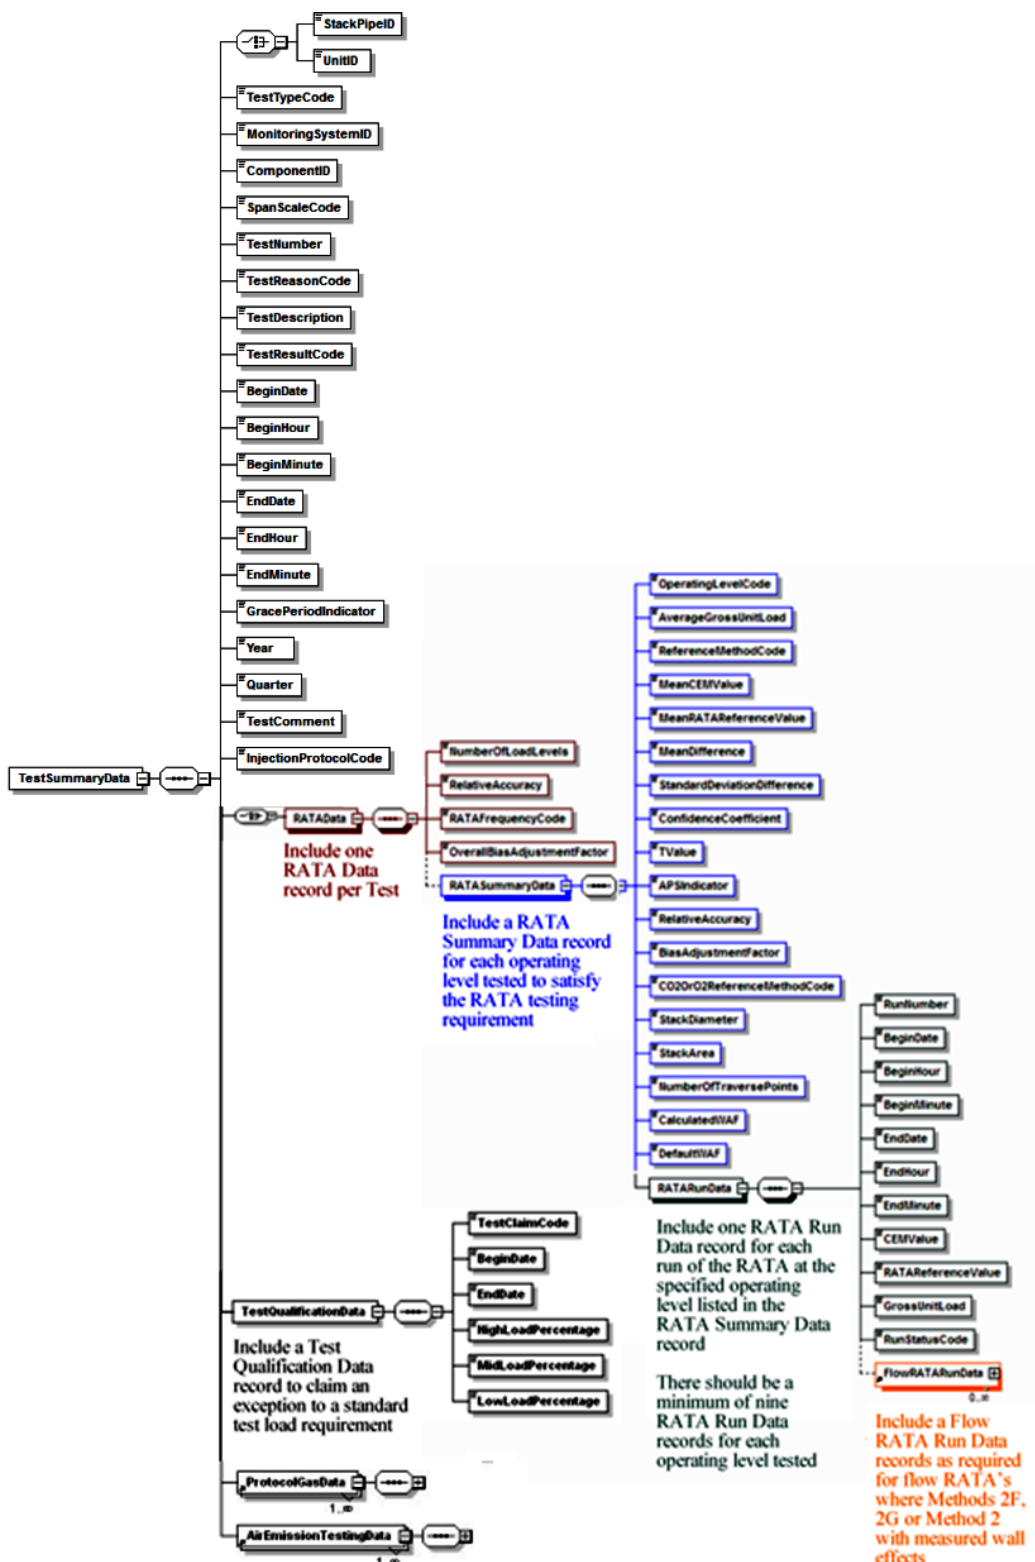 StackPipeID
UnitID
TestTypeCode
MonitoringSystemID
ComponentID
SpanScaleCode
TestNumber
TestReasonCode
TestDescription
TestResultCode
BeginDate
BeginHour
BeginMinute
EndDate
EndHour
EndMinute
GracePeriodIndicator
Year
Quarter
TestComment
InjectionProtocolCode
TestSummaryData
RATAData
Include one
RATA Data
record per Test
NumberOfLoadLevels
RelativeAccuracy
RATAFrequencyCode
OverallBiasAdjustmentFactor
RATASummaryData
Include a RATA
Summary Data record
for each operating
level tested to satisfy
the RATA testing
requirement
OperatingLevelCode
AverageGrossUnitLoad
ReferenceMethodCode
MeanCEMValue
MeanRATAReferenceValue
MeanDifference
StandardDeviationDifference
ConfidenceCoefficient
TValue
APSIndicator
RelativeAccuracy
BiasAdjustmentFactor
CO2OrO2ReferenceMethodCode
StackDiameter
StackArea
NumberOfTraversePoints
CalculatedWAF
DefaultWAF
RATARunData
Include one RATA Run
Data record for each
run of the RATA at the
specified operating
level listed in the
RATA Summary Data
record
There should be a
minimum of nine
RATA Run Data
records for each
operating level tested
RunNumber
BeginDate
BeginHour
BeginMinute
EndDate
EndHour
EndMinute
CEMValue
RATAReferenceValue
GrossUnitLoad
RunStatusCode
FlowRATARunData
0..∞
Include a Flow
RATA Run Data
records as required
for flow RATA's
where Methods 2F,
2G or Method 2
with measured wall
effects
TestQualificationData
Include a Test
Qualification Data
record to claim an
exception to a standard
test load requirement
TestClaimCode
BeginDate
EndDate
HighLoadPercentage
MidLoadPercentage
LowLoadPercentage
ProtocolGasData
1..∞
AirEmissionTestingData
1..∞